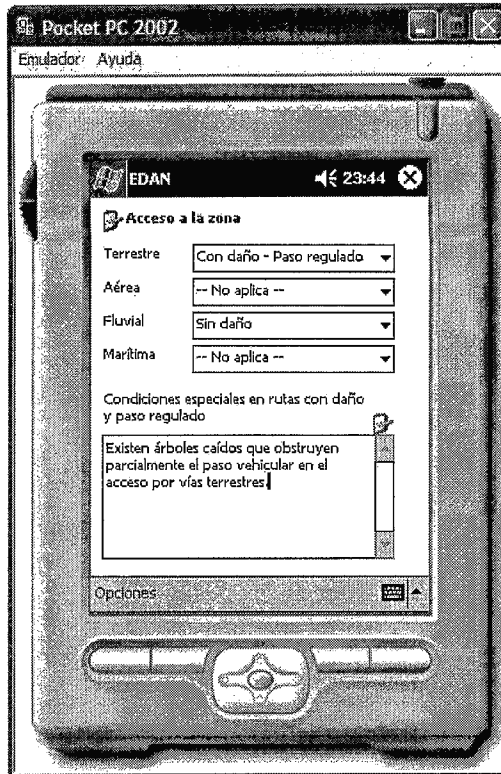 Pocket PC 2002
Emulador Ayuda
EDAN 23:44
Acceso a la zona
Terrestre Con daño - Paso regulado
Aérea -- No aplica --
Fluvial Sin daño
Marítima -- No aplica --
Condiciones especiales en rutas con daño
y paso regulado
Existen árboles caídos que obstruyen
parcialmente el paso vehicular en el
acceso por vías terrestres.
Opciones